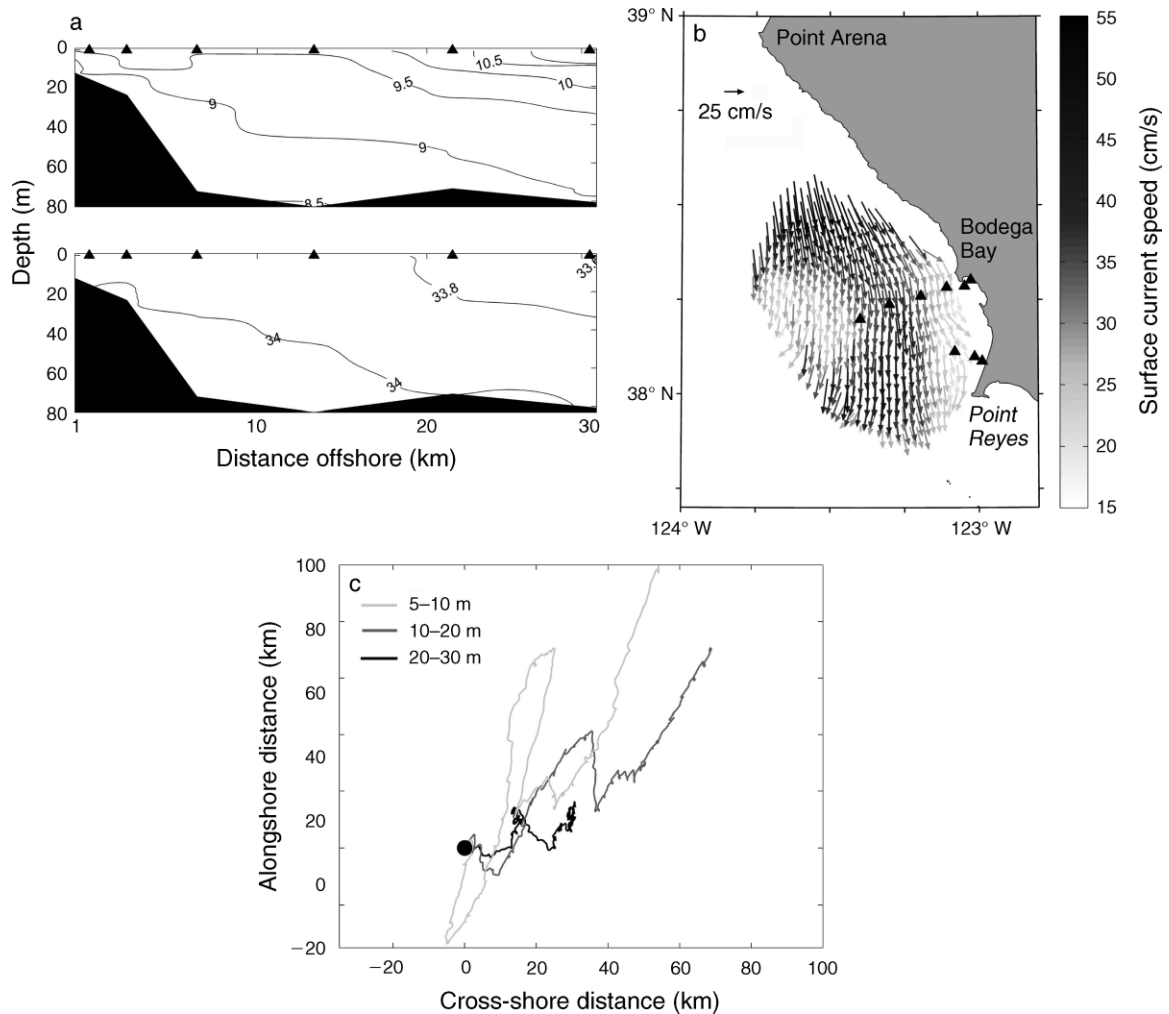 a
0
20
40
60
80
10.5
10
9.5
9
9
8.5
0
20
40
60
80
33.8
34
34
1
10
20
30
Depth (m)
Distance offshore (km)
b
39° N
38° N
124° W
123° W
Point Arena
25 cm/s
Bodega
Bay
Point
Reyes
55
50
45
40
35
30
25
20
15
Surface current speed (cm/s)
c
5–10 m
10–20 m
20–30 m
100
80
60
40
20
0
−20
−20
0
20
40
60
80
100
Alongshore distance (km)
Cross-shore distance (km)